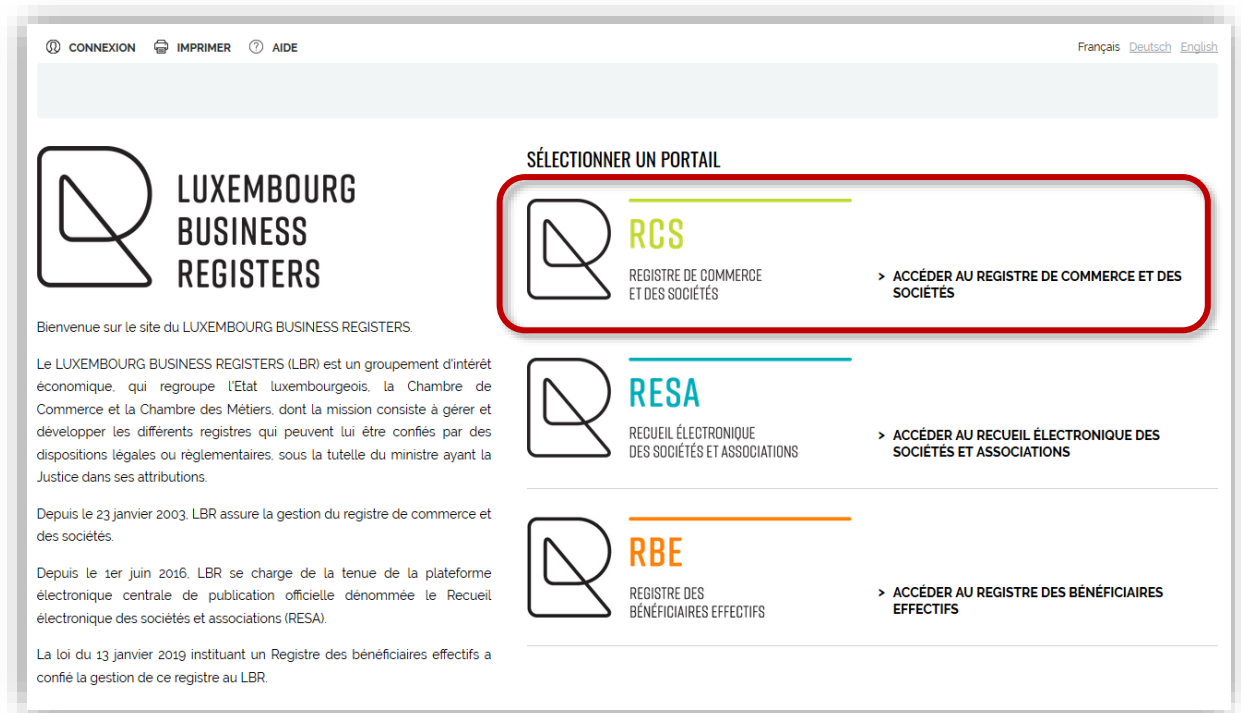 CONNEXION IMPRIMER AIDE
Français Deutsch English
LUXEMBOURG
BUSINESS
REGISTERS
Bienvenue sur le site du LUXEMBOURG BUSINESS REGISTERS.
Le LUXEMBOURG BUSINESS REGISTERS (LBR) est un groupement d'intérêt
économique, qui regroupe l'Etat luxembourgeois, la Chambre de
Commerce et la Chambre des Métiers, dont la mission consiste à gérer et
développer les différents registres qui peuvent lui être confiés par des
dispositions légales ou règlementaires, sous la tutelle du ministre ayant la
Justice dans ses attributions.
Depuis le 23 janvier 2003, LBR assure la gestion du registre de commerce et
des sociétés.
Depuis le 1er juin 2016, LBR se charge de la tenue de la plateforme
électronique centrale de publication officielle dénommée le Recueil
électronique des sociétés et associations (RESA).
La loi du 13 janvier 2019 instituant un Registre des bénéficiaires effectifs a
confié la gestion de ce registre au LBR.
SÉLECTIONNER UN PORTAIL
RCS
REGISTRE DE COMMERCE
ET DES SOCIÉTÉS
> ACCÉDER AU REGISTRE DE COMMERCE ET DES
SOCIÉTÉS
RESA
RECUEIL ÉLECTRONIQUE
DES SOCIÉTÉS ET ASSOCIATIONS
> ACCÉDER AU RECUEIL ÉLECTRONIQUE DES
SOCIÉTÉS ET ASSOCIATIONS
RBE
REGISTRE DES
BÉNÉFICIAIRES EFFECTIFS
> ACCÉDER AU REGISTRE DES BÉNÉFICIAIRES
EFFECTIFS